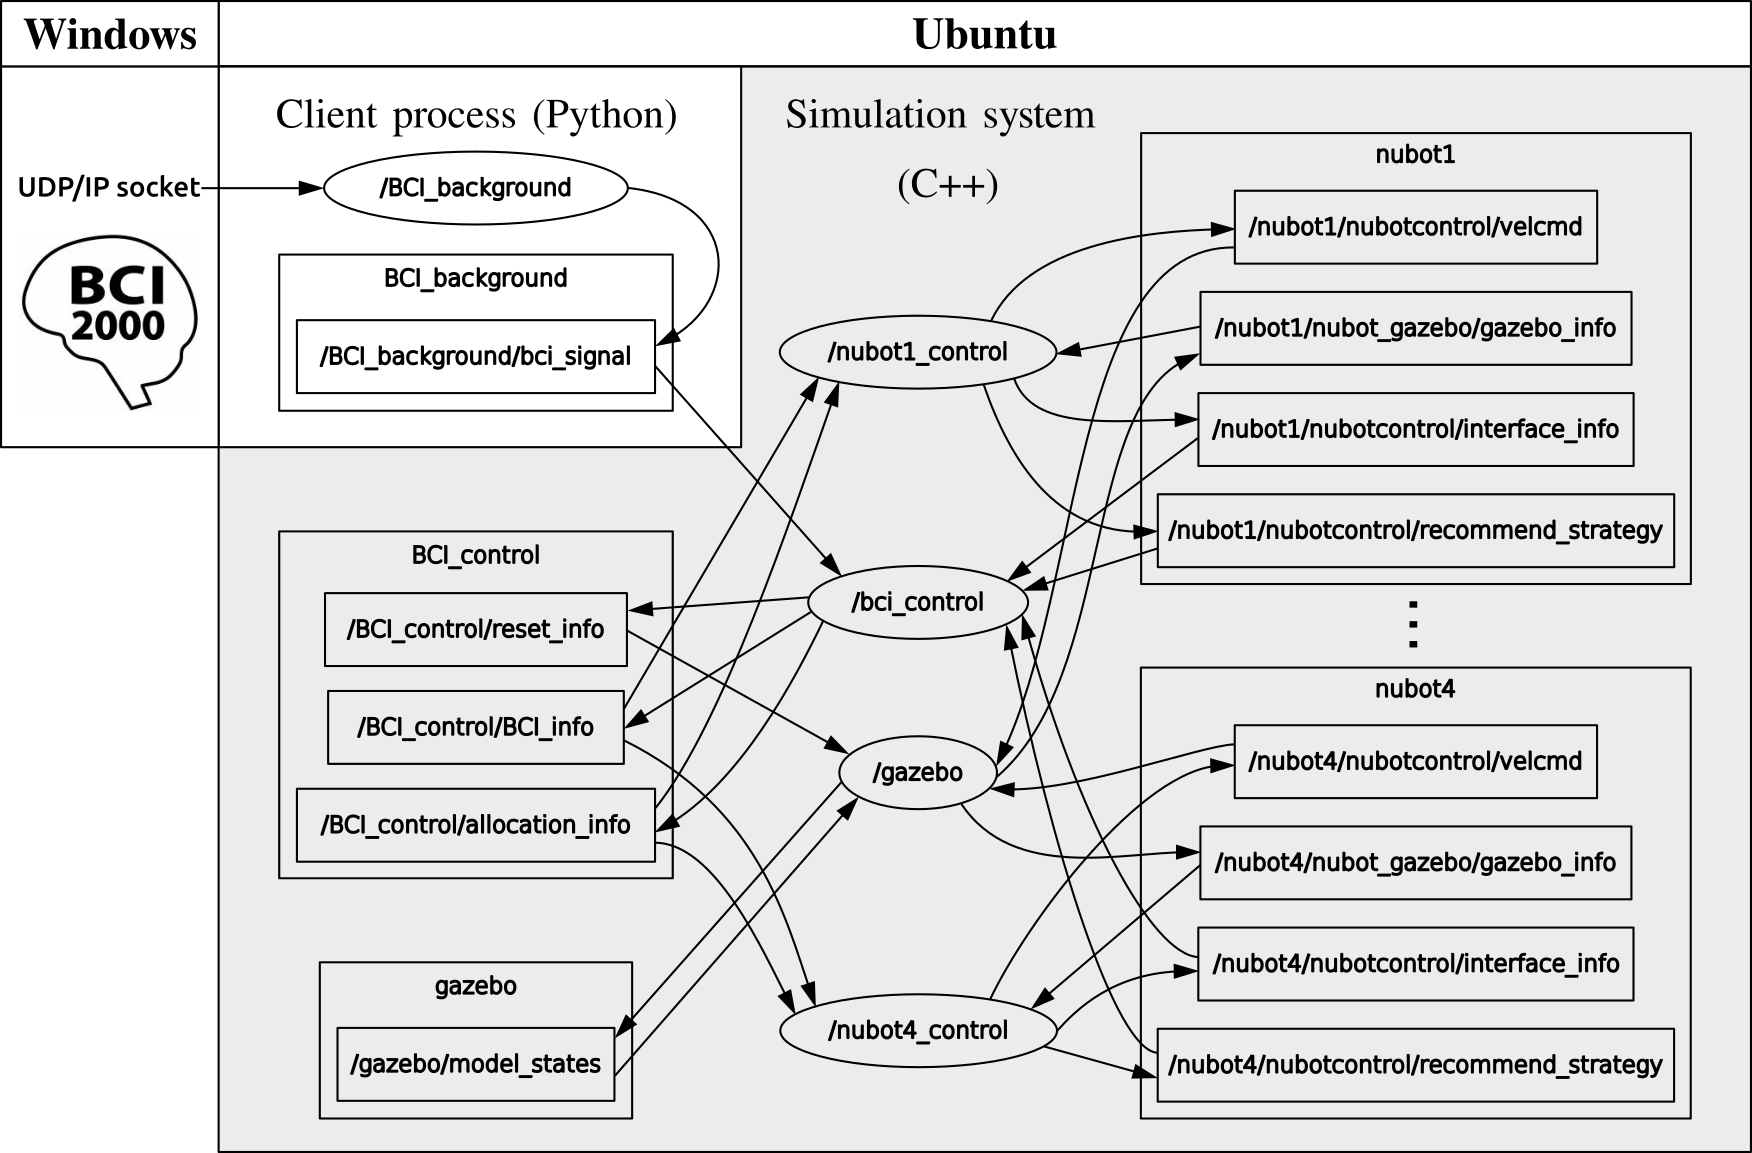 Windows
Ubuntu
Client process (Python)
Simulation system
(C++)
UDP/IP socket
/BCI_background
BCI
2000
BCI_background
/BCI_background/bci_signal
nubot1
/nubot1/nubotcontrol/velcmd
/nubot1/nubot_gazebo/gazebo_info
/nubot1/nubotcontrol/interface_info
/nubot1/nubotcontrol/recommend_strategy
/nubot1_control
/bci_control
/gazebo
/nubot4_control
BCI_control
/BCI_control/reset_info
/BCI_control/BCI_info
/BCI_control/allocation_info
gazebo
/gazebo/model_states
nubot4
/nubot4/nubotcontrol/velcmd
/nubot4/nubot_gazebo/gazebo_info
/nubot4/nubotcontrol/interface_info
/nubot4/nubotcontrol/recommend_strategy